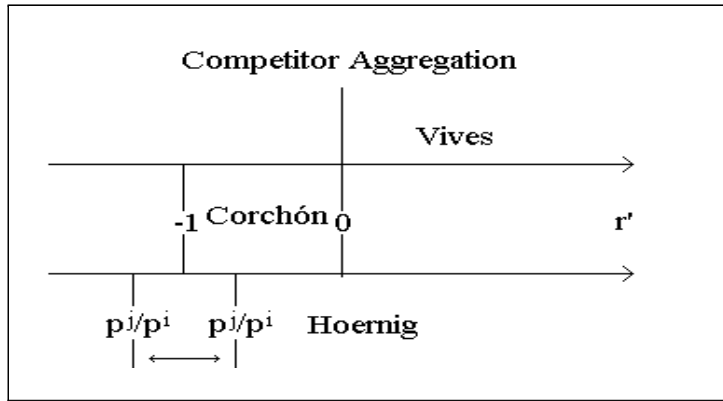 Competitor Aggregation
Vives
-1 Corchón 0 r'
pʲ/pⁱ pʲ/pⁱ Hoernig